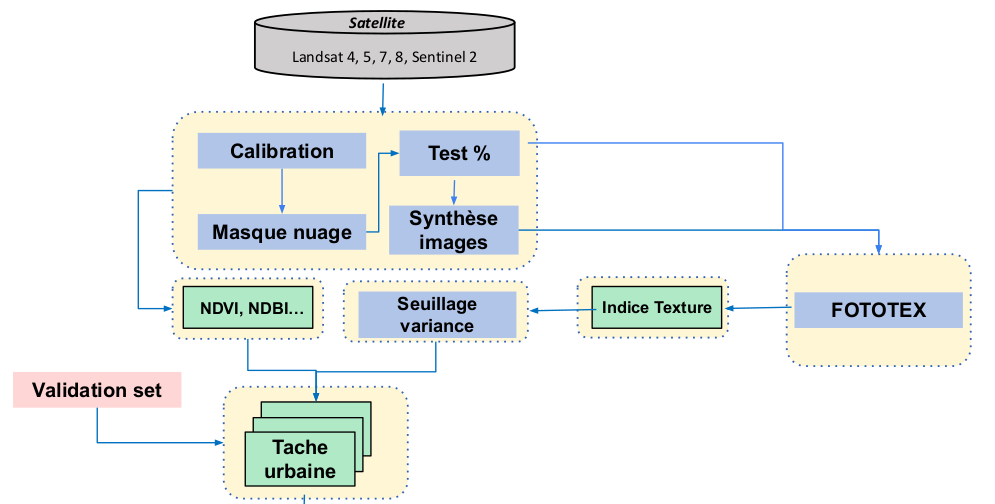 Satellite
Landsat 4, 5, 7, 8, Sentinel 2
Calibration
Test %
Masque nuage
Synthèse
images
NDVI, NDBI...
Seuillage
variance
Indice Texture
FOTOTEX
Validation set
Tache
urbaine